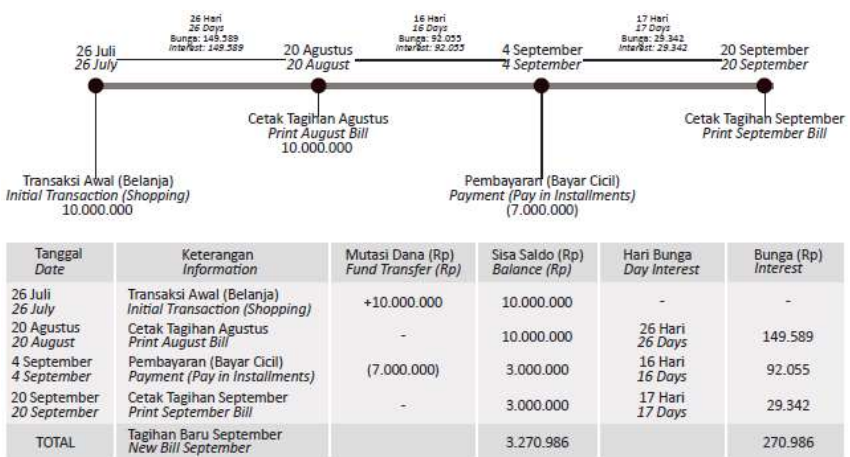 26 Hari
26 Days
Bunga: 149.589
Interest: 149.589
16 Hari
16 Days
Bunga: 92.055
Interest: 92.055
17 Hari
17 Days
Bunga: 29.342
Interest: 29.342
26 Juli
26 July
20 Agustus
20 August
4 September
4 September
20 September
20 September
Cetak Tagihan Agustus
Print August Bill
10.000.000
Cetak Tagihan September
Print September Bill
Transaksi Awal (Belanja)
Initial Transaction (Shopping)
10.000.000
Pembayaran (Bayar Cicil)
Payment (Pay in Installments)
(7.000.000)
Tanggal Keterangan Mutasi Dana (Rp) Sisa Saldo (Rp) Hari Bunga Bunga (Rp)
Date Information Fund Transfer (Rp) Balance (Rp) Day Interest Interest
26 Juli Transaksi Awal (Belanja) +10.000.000 10.000.000 - -
26 July Initial Transaction (Shopping)
20 Agustus Cetak Tagihan Agustus - 10.000.000 26 Hari 149.589
20 August Print August Bill 26 Days
4 September Pembayaran (Bayar Cicil) (7.000.000) 3.000.000 16 Hari 92.055
4 September Payment (Pay in Installments) 16 Days
20 September Cetak Tagihan September - 3.000.000 17 Hari 29.342
20 September Print September Bill 17 Days
TOTAL Tagihan Baru September 3.270.986 270.986
New Bill September